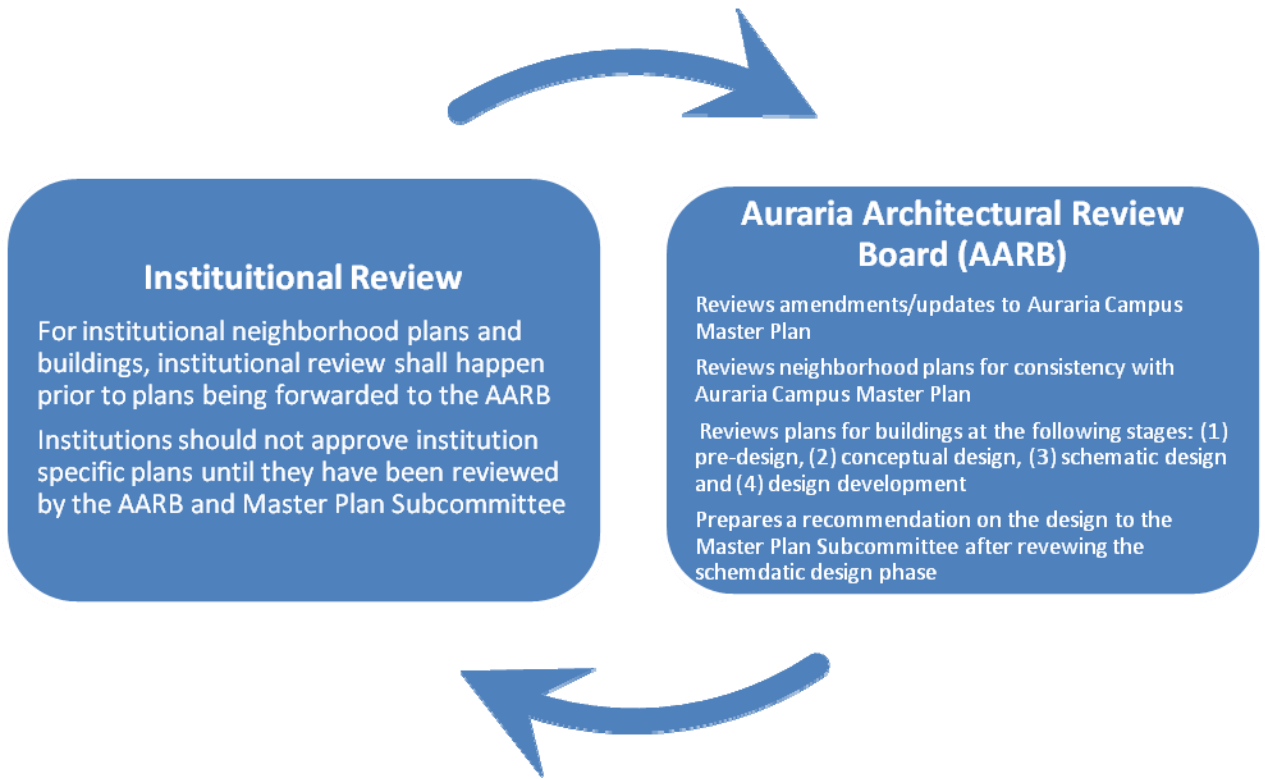 Instituitional Review
For institutional neighborhood plans and
buildings, institutional review shall happen
prior to plans being forwarded to the AARB
Institutions should not approve institution
specific plans until they have been reviewed
by the AARB and Master Plan Subcommittee
Auraria Architectural Review
Board (AARB)
Reviews amendments/updates to Auraria Campus
Master Plan
Reviews neighborhood plans for consistency with
Auraria Campus Master Plan
Reviews plans for buildings at the following stages: (1)
pre-design, (2) conceptual design, (3) schematic design
and (4) design development
Prepares a recommendation on the design to the
Master Plan Subcommittee after revewing the
schemdatic design phase